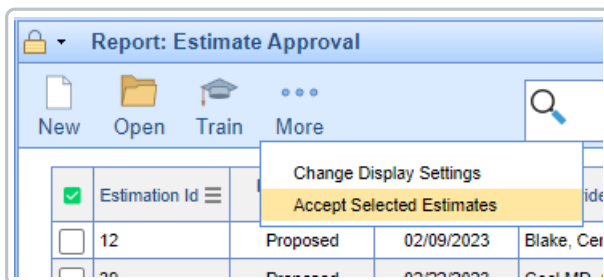 Report: Estimate Approval
New Open Train More
Change Display Settings
Accept Selected Estimates
Estimation Id
12 Proposed 02/09/2023 Blake,